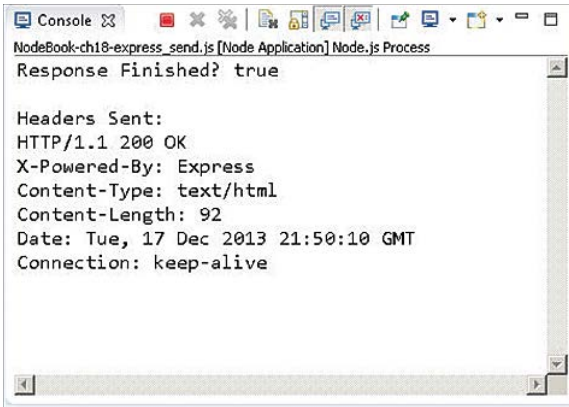 Console
NodeBook-ch18-express_send.js [Node Application] Node.js Process
Response Finished? true
Headers Sent:
HTTP/1.1 200 OK
X-Powered-By: Express
Content-Type: text/html
Content-Length: 92
Date: Tue, 17 Dec 2013 21:50:10 GMT
Connection: keep-alive